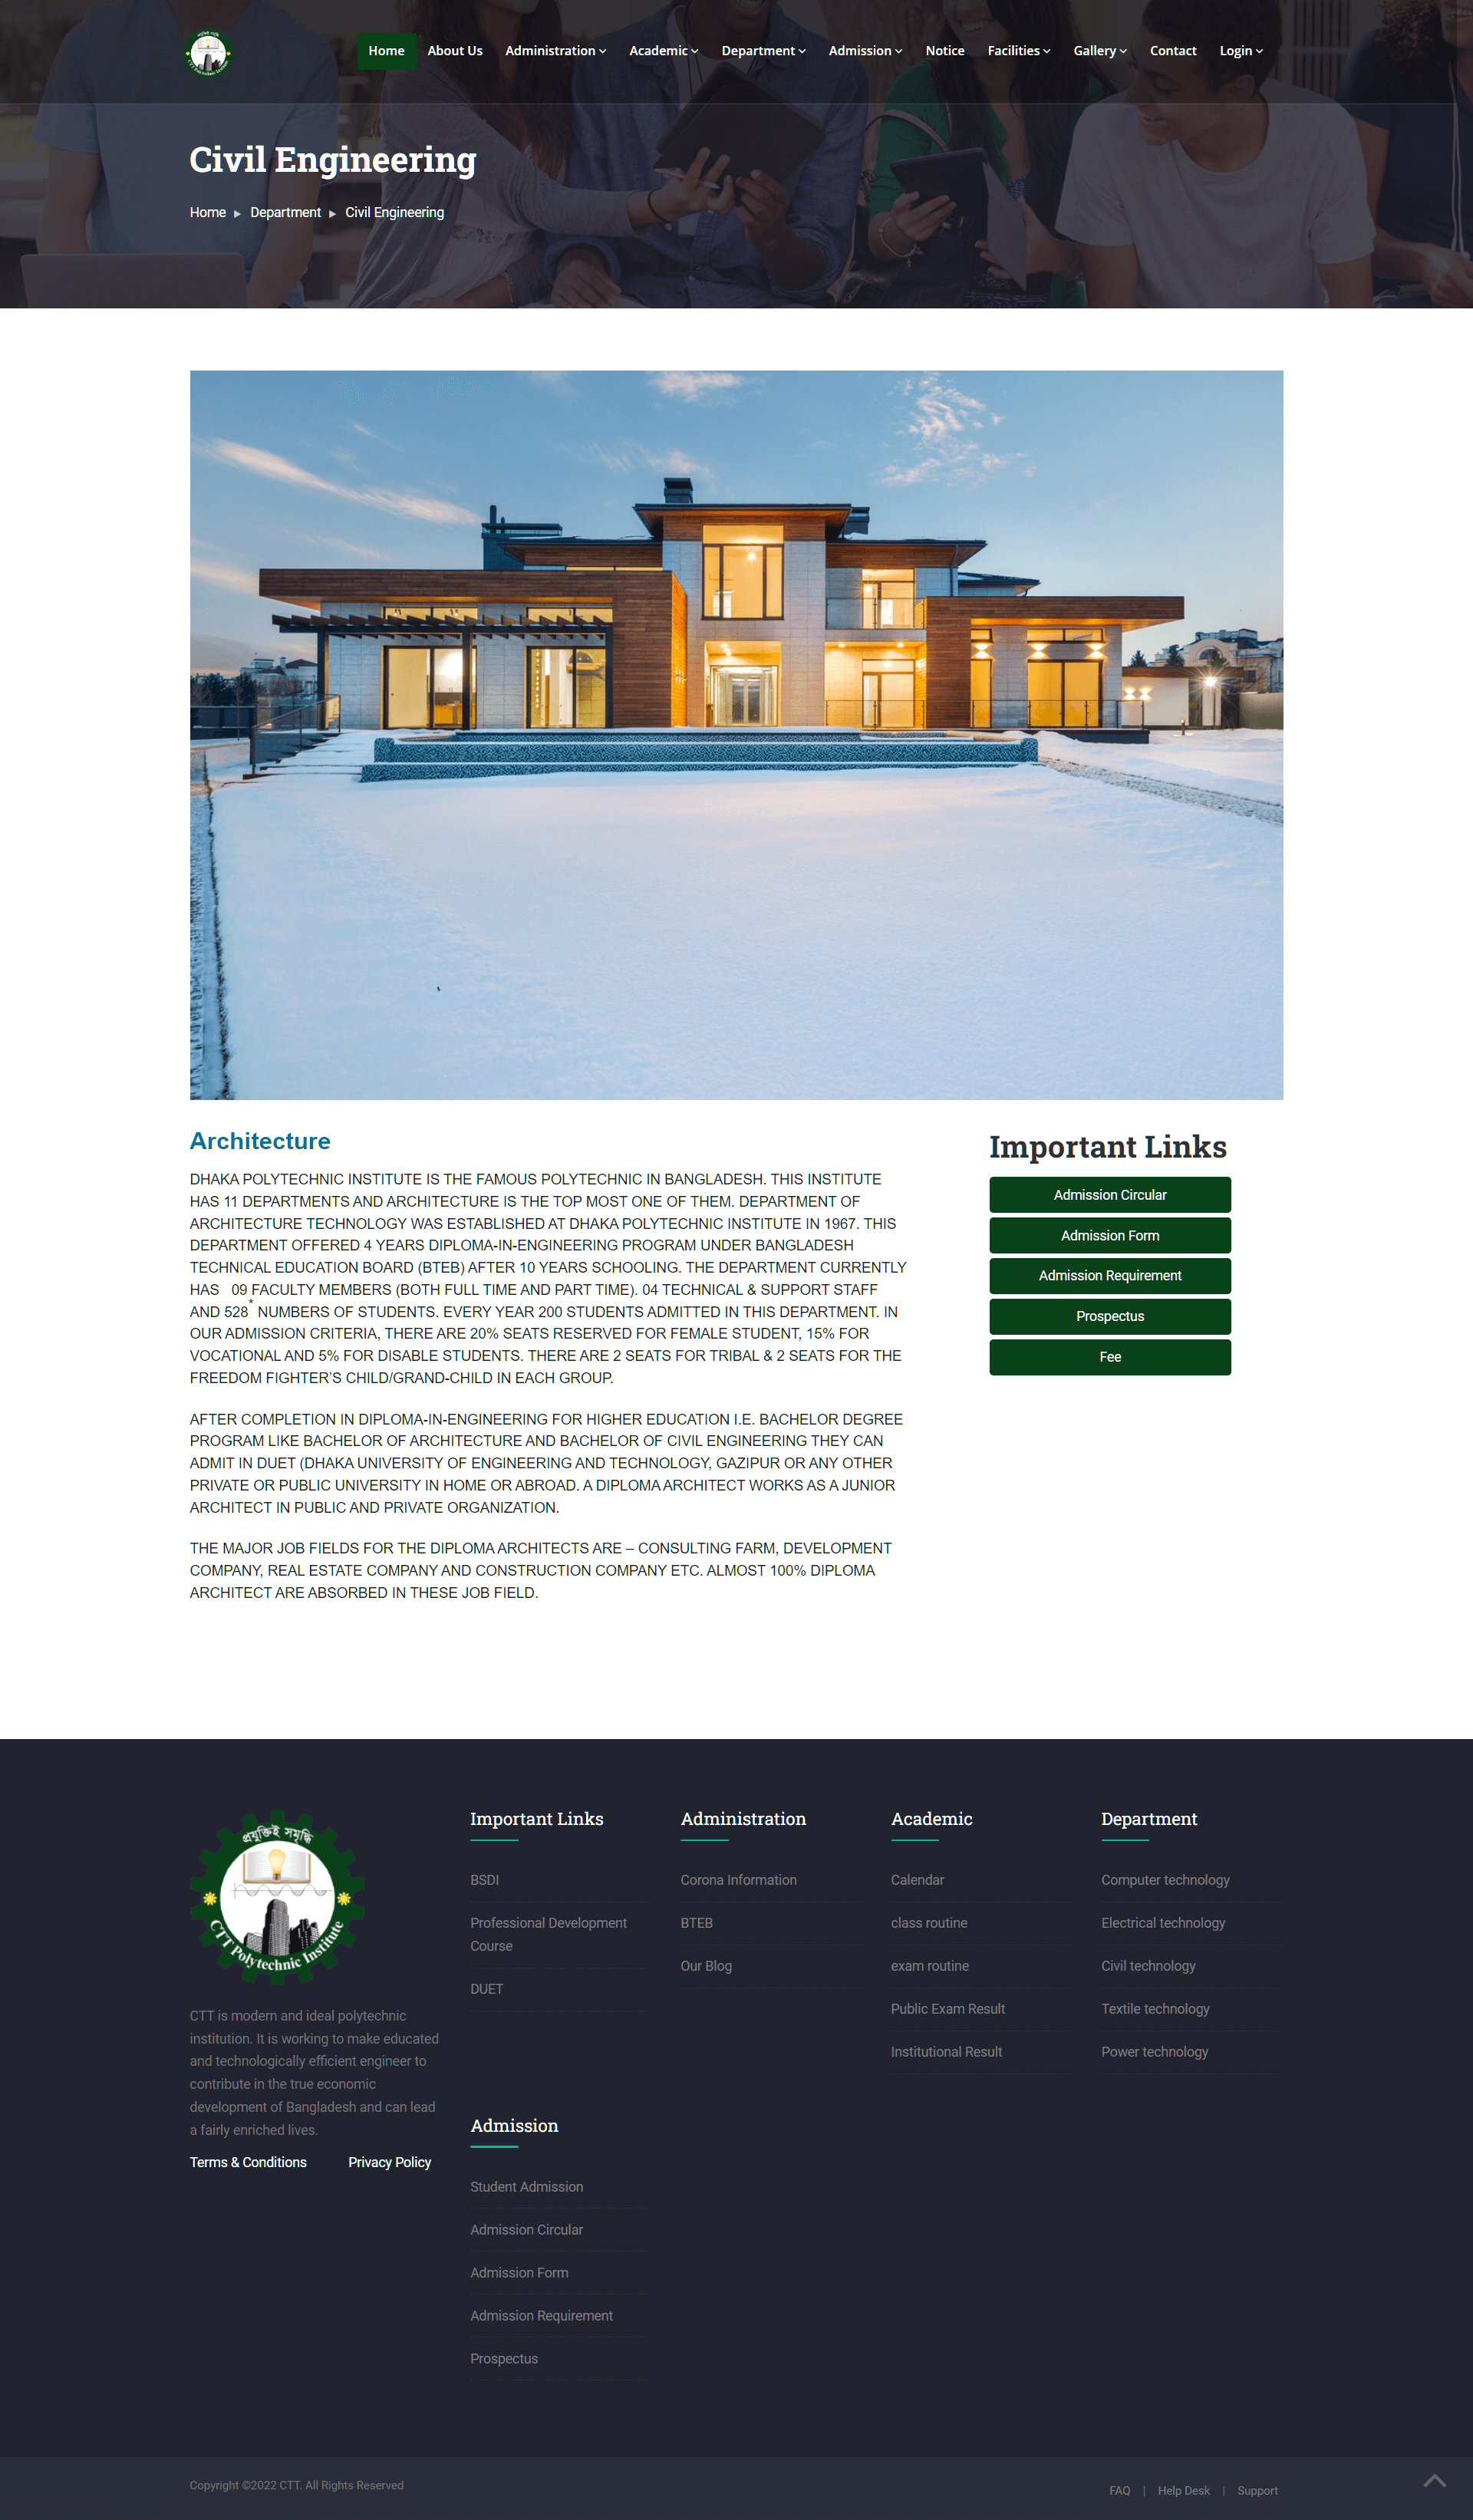 Home About Us Administration Academic Department Admission Notice Facilities Gallery Contact Login
Civil Engineering
Home ▸ Department ▸ Civil Engineering
Architecture
DHAKA POLYTECHNIC INSTITUTE IS THE FAMOUS POLYTECHNIC IN BANGLADESH. THIS INSTITUTE
HAS 11 DEPARTMENTS AND ARCHITECTURE IS THE TOP MOST ONE OF THEM. DEPARTMENT OF
ARCHITECTURE TECHNOLOGY WAS ESTABLISHED AT DHAKA POLYTECHNIC INSTITUTE IN 1967. THIS
DEPARTMENT OFFERED 4 YEARS DIPLOMA-IN-ENGINEERING PROGRAM UNDER BANGLADESH
TECHNICAL EDUCATION BOARD (BTEB) AFTER 10 YEARS SCHOOLING. THE DEPARTMENT CURRENTLY
HAS 09 FACULTY MEMBERS (BOTH FULL TIME AND PART TIME). 04 TECHNICAL & SUPPORT STAFF
AND 528* NUMBERS OF STUDENTS. EVERY YEAR 200 STUDENTS ADMITTED IN THIS DEPARTMENT. IN
OUR ADMISSION CRITERIA, THERE ARE 20% SEATS RESERVED FOR FEMALE STUDENT, 15% FOR
VOCATIONAL AND 5% FOR DISABLE STUDENTS. THERE ARE 2 SEATS FOR TRIBAL & 2 SEATS FOR THE
FREEDOM FIGHTER'S CHILD/GRAND-CHILD IN EACH GROUP.
AFTER COMPLETION IN DIPLOMA-IN-ENGINEERING FOR HIGHER EDUCATION I.E. BACHELOR DEGREE
PROGRAM LIKE BACHELOR OF ARCHITECTURE AND BACHELOR OF CIVIL ENGINEERING THEY CAN
ADMIT IN DUET (DHAKA UNIVERSITY OF ENGINEERING AND TECHNOLOGY, GAZIPUR OR ANY OTHER
PRIVATE OR PUBLIC UNIVERSITY IN HOME OR ABROAD. A DIPLOMA ARCHITECT WORKS AS A JUNIOR
ARCHITECT IN PUBLIC AND PRIVATE ORGANIZATION.
THE MAJOR JOB FIELDS FOR THE DIPLOMA ARCHITECTS ARE – CONSULTING FARM, DEVELOPMENT
COMPANY, REAL ESTATE COMPANY AND CONSTRUCTION COMPANY ETC. ALMOST 100% DIPLOMA
ARCHITECT ARE ABSORBED IN THESE JOB FIELD.
Important Links
Admission Circular
Admission Form
Admission Requirement
Prospectus
Fee
প্রযুক্তিই সমৃদ্ধি
CTT Polytechnic Institute
CTT is modern and ideal polytechnic
institution. It is working to make educated
and technologically efficient engineer to
contribute in the true economic
development of Bangladesh and can lead
a fairly enriched lives.
Terms & Conditions Privacy Policy
Important Links
BSDI
Professional Development
Course
DUET
Administration
Corona Information
BTEB
Our Blog
Academic
Calendar
class routine
exam routine
Public Exam Result
Institutional Result
Department
Computer technology
Electrical technology
Civil technology
Textile technology
Power technology
Admission
Student Admission
Admission Circular
Admission Form
Admission Requirement
Prospectus
Copyright ©2022 CTT. All Rights Reserved
FAQ | Help Desk | Support